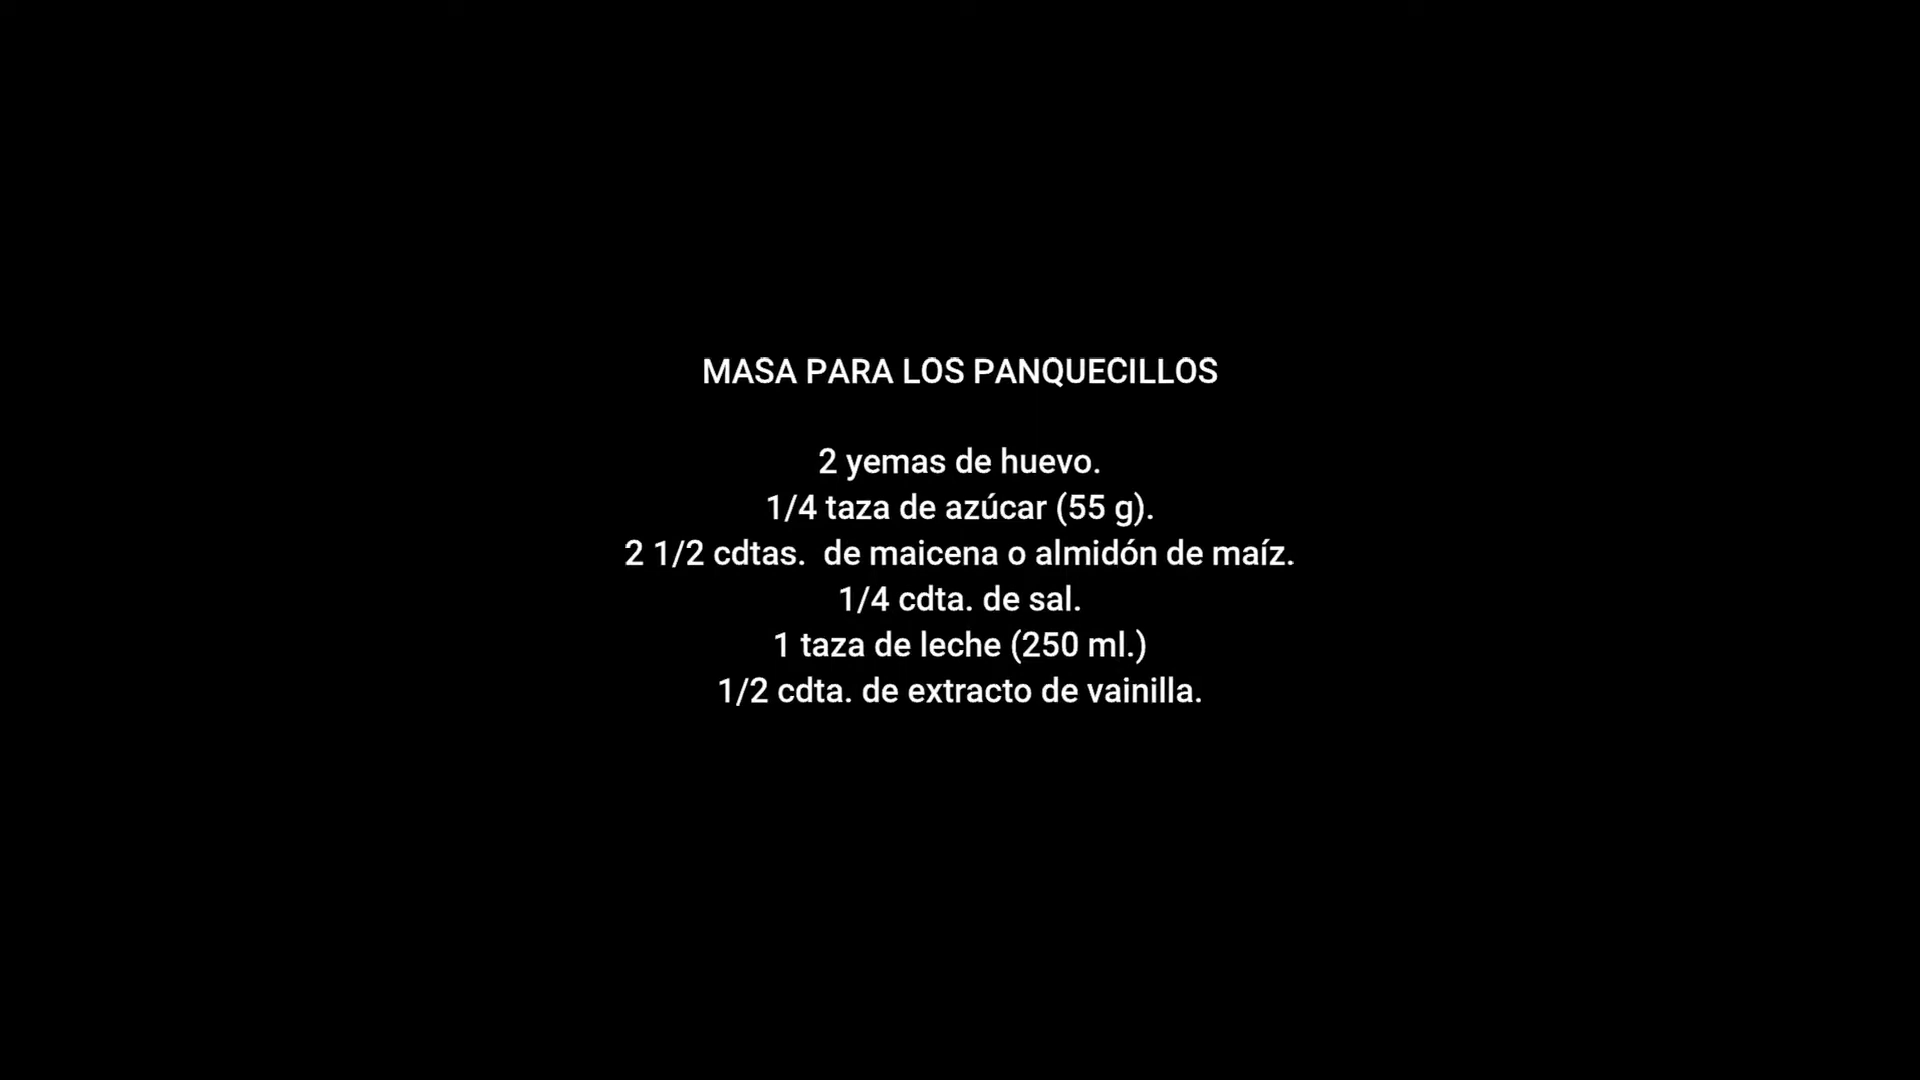 MASA PARA LOS PANQUECILLOS
2 yemas de huevo.
1/4 taza de azúcar (55 g).
2 1/2 cdtas.  de maicena o almidón de maíz.
1/4 cdta. de sal.
1 taza de leche (250 ml.)
1/2 cdta. de extracto de vainilla.